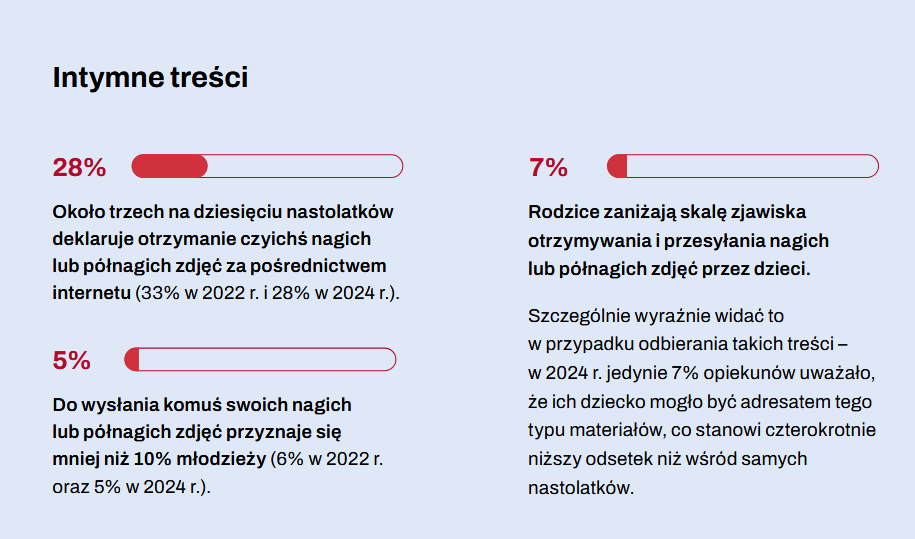 Intymne treści
28%
Około trzech na dziesięciu nastolatków
deklaruje otrzymanie czyichś nagich
lub półnagich zdjęć za pośrednictwem
internetu (33% w 2022 r. i 28% w 2024 r.).
5%
Do wysłania komuś swoich nagich
lub półnagich zdjęć przyznaje się
mniej niż 10% młodzieży (6% w 2022 r.
oraz 5% w 2024 r.).
7%
Rodzice zaniżają skalę zjawiska
otrzymywania i przesyłania nagich
lub półnagich zdjęć przez dzieci.
Szczególnie wyraźnie widać to
w przypadku odbierania takich treści –
w 2024 r. jedynie 7% opiekunów uważało,
że ich dziecko mogło być adresatem tego
typu materiałów, co stanowi czterokrotnie
niższy odsetek niż wśród samych
nastolatków.